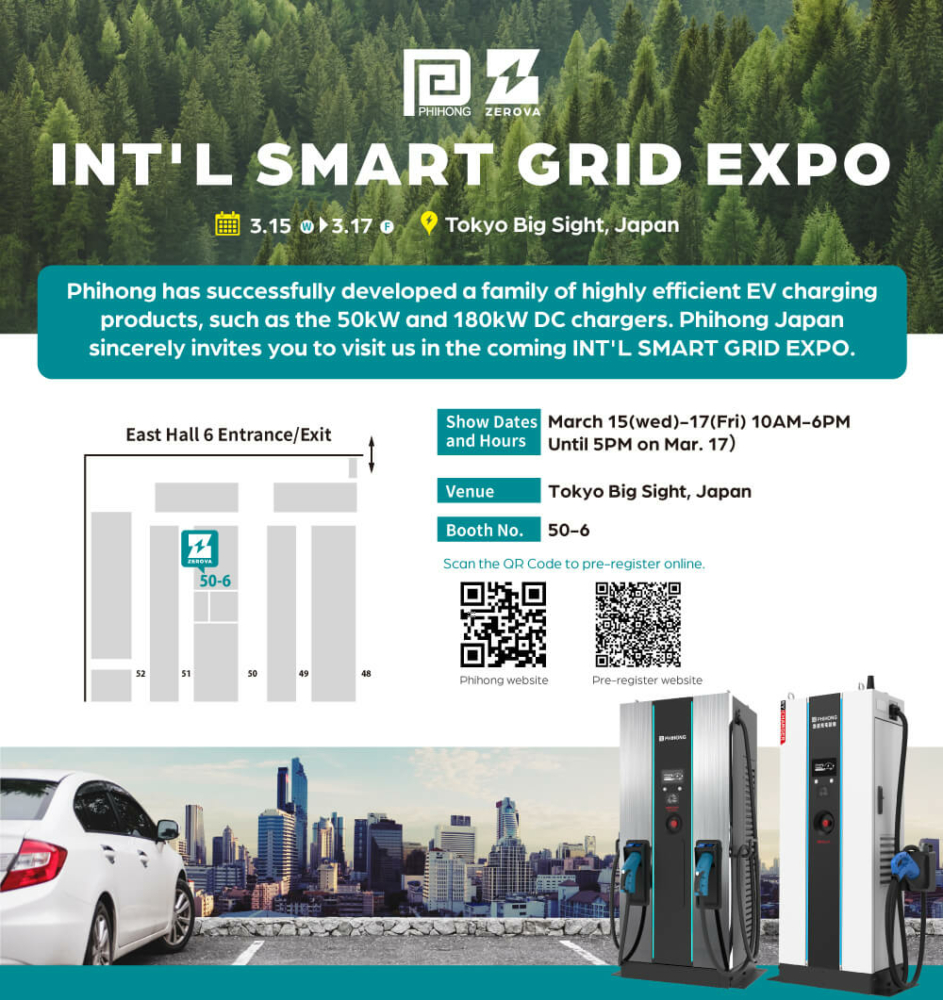 PHIHONG ZEROVA
INT'L SMART GRID EXPO
3.15 W 3.17 F Tokyo Big Sight, Japan
Phihong has successfully developed a family of highly efficient EV charging
products, such as the 50kW and 180kW DC chargers. Phihong Japan
sincerely invites you to visit us in the coming INT'L SMART GRID EXPO.
East Hall 6 Entrance/Exit
ZEROVA
50-6
52 51 50 49 48
Show Dates
and Hours
March 15(wed)-17(Fri) 10AM-6PM
Until 5PM on Mar. 17)
Venue
Tokyo Big Sight, Japan
Booth No.
50-6
Scan the QR Code to pre-register online.
Phihong website
Pre-register website
PHIHONG
PHIHONG